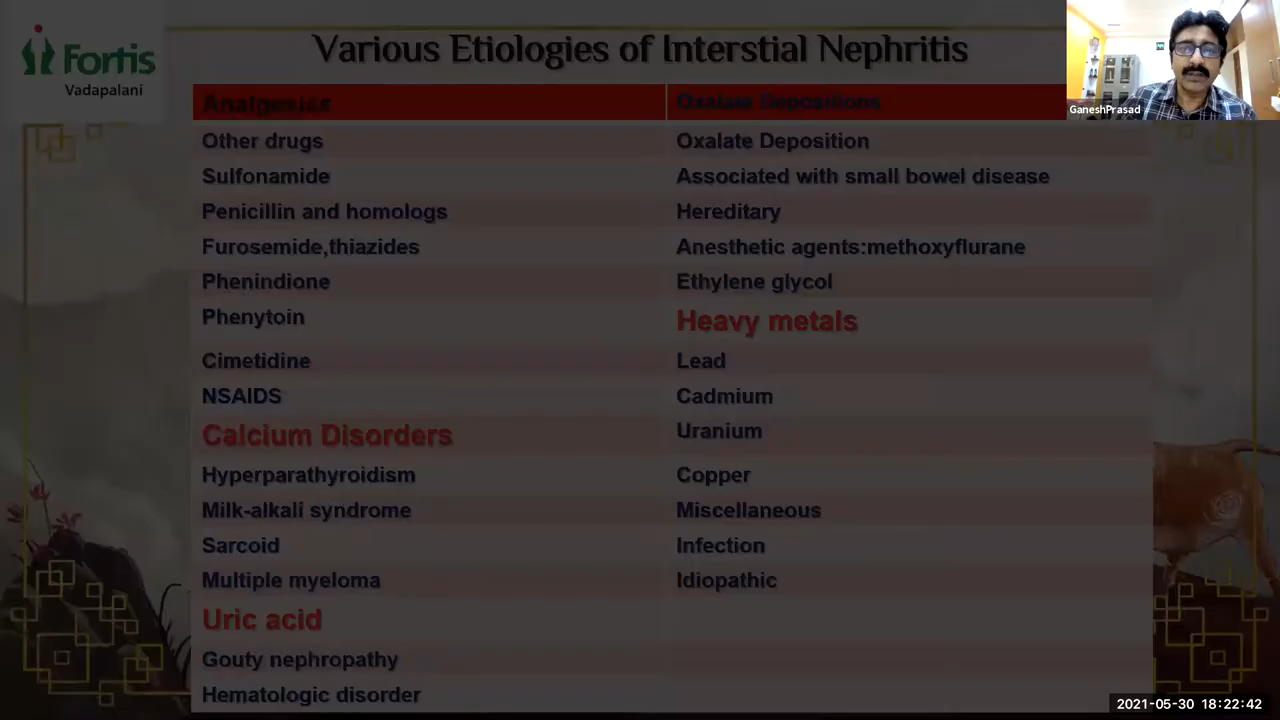 Fortis
Vadapalani
Various Etiologies of Interstial Nephritis
Analgesias
Other drugs
Sulfonamide
Penicillin and homologs
Furosemide,thiazides
Phenindione
Phenytoin
Cimetidine
NSAIDS
Calcium Disorders
Hyperparathyroidism
Milk-alkali syndrome
Sarcoid
Multiple myeloma
Uric acid
Gouty nephropathy
Hematologic disorder
Oxalate Depositions
Oxalate Deposition
Associated with small bowel disease
Hereditary
Anesthetic agents:methoxyflurane
Ethylene glycol
Heavy metals
Lead
Cadmium
Uranium
Copper
Miscellaneous
Infection
Idiopathic
GaneshPrasad
2021-05-30 18:22:42